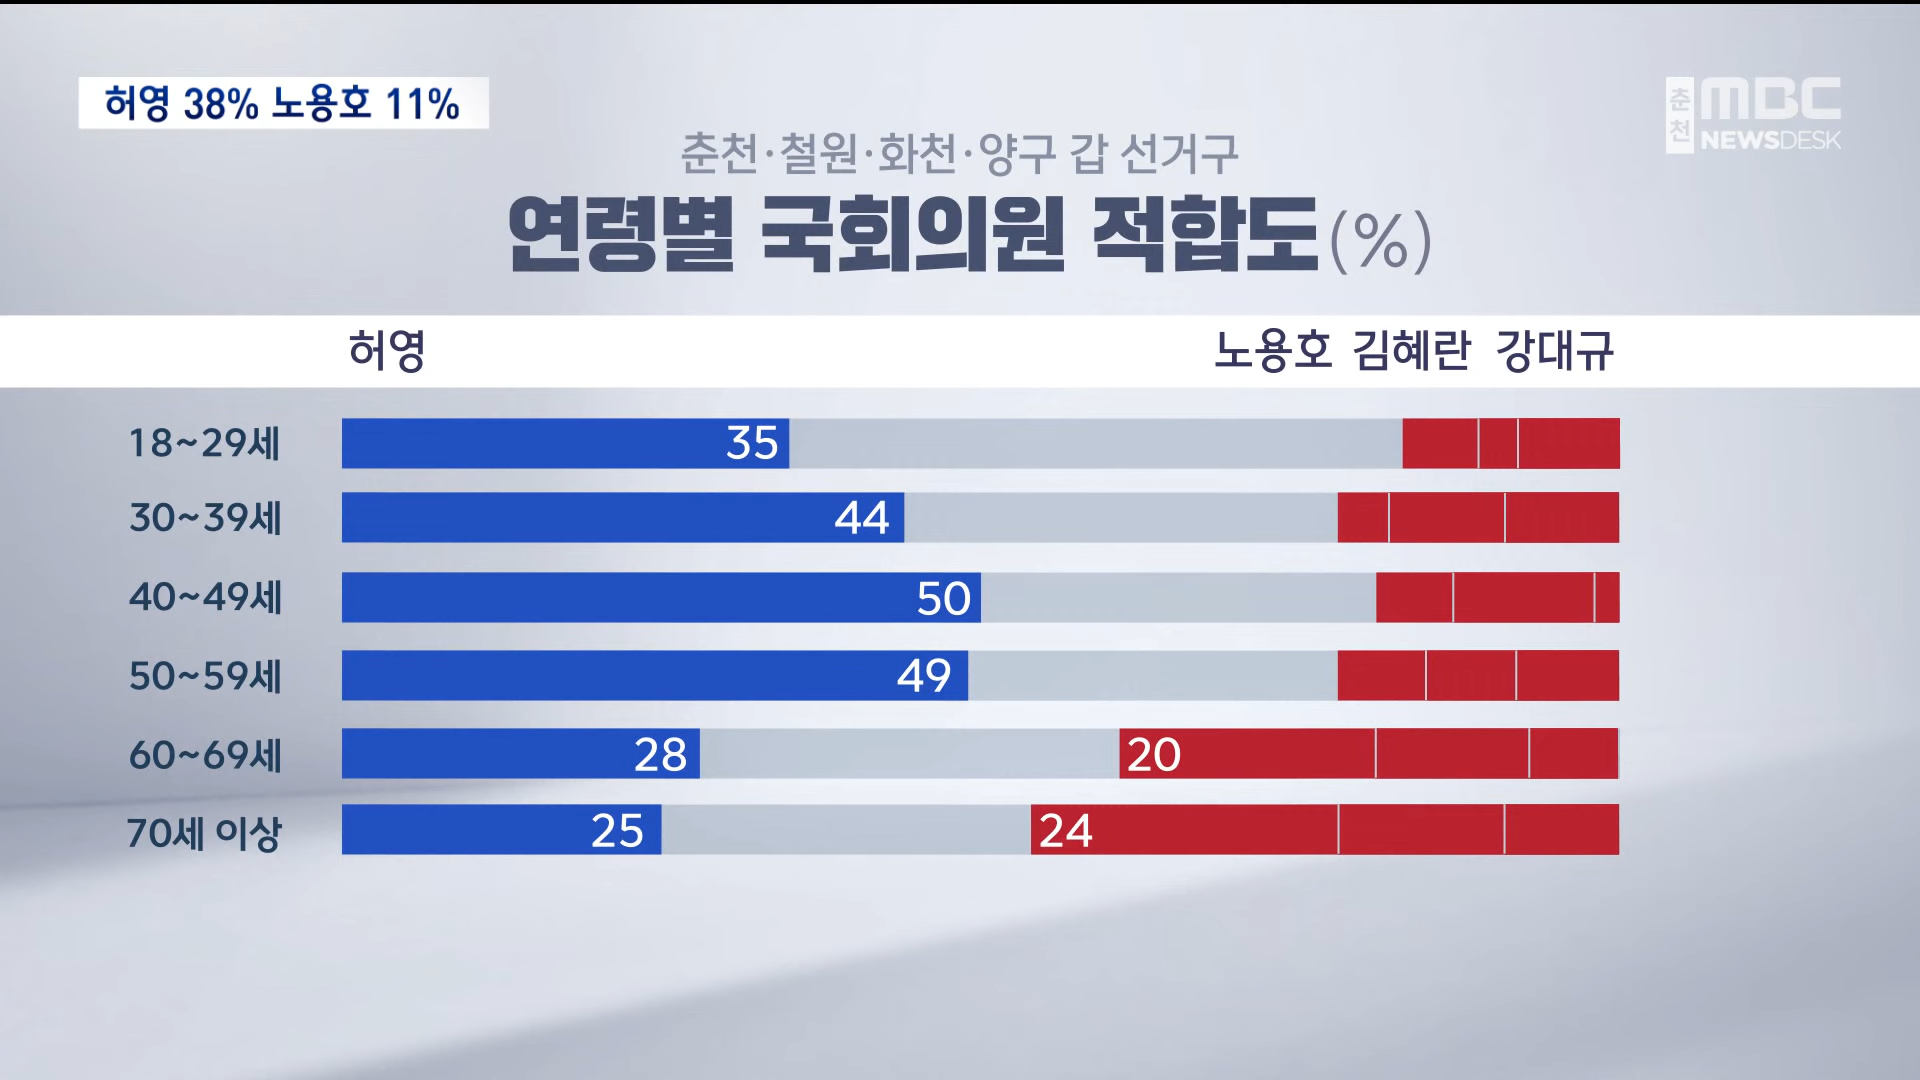 허영 38% 노용호 11%
춘천 MBC
NEWSDESK
춘천·철원·화천·양구 갑 선거구
연령별 국회의원 적합도(%)
허영 노용호 김혜란 강대규
18~29세 35
30~39세 44
40~49세 50
50~59세 49
60~69세 28 20
70세 이상 25 24